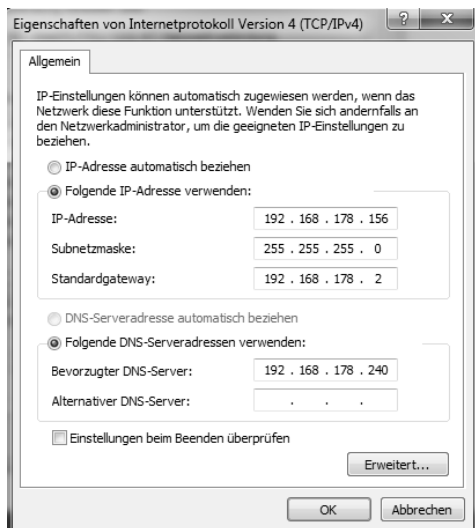 Eigenschaften von Internetprotokoll Version 4 (TCP/IPv4)
Allgemein
IP-Einstellungen können automatisch zugewiesen werden, wenn das
Netzwerk diese Funktion unterstützt. Wenden Sie sich andernfalls an
den Netzwerkadministrator, um die geeigneten IP-Einstellungen zu
beziehen.
IP-Adresse automatisch beziehen
Folgende IP-Adresse verwenden:
IP-Adresse: 192 . 168 . 178 . 156
Subnetzmaske: 255 . 255 . 255 . 0
Standardgateway: 192 . 168 . 178 . 2
DNS-Serveradresse automatisch beziehen
Folgende DNS-Serveradressen verwenden:
Bevorzugter DNS-Server: 192 . 168 . 178 . 240
Alternativer DNS-Server: . . .
Einstellungen beim Beenden überprüfen
Erweitert...
OK Abbrechen